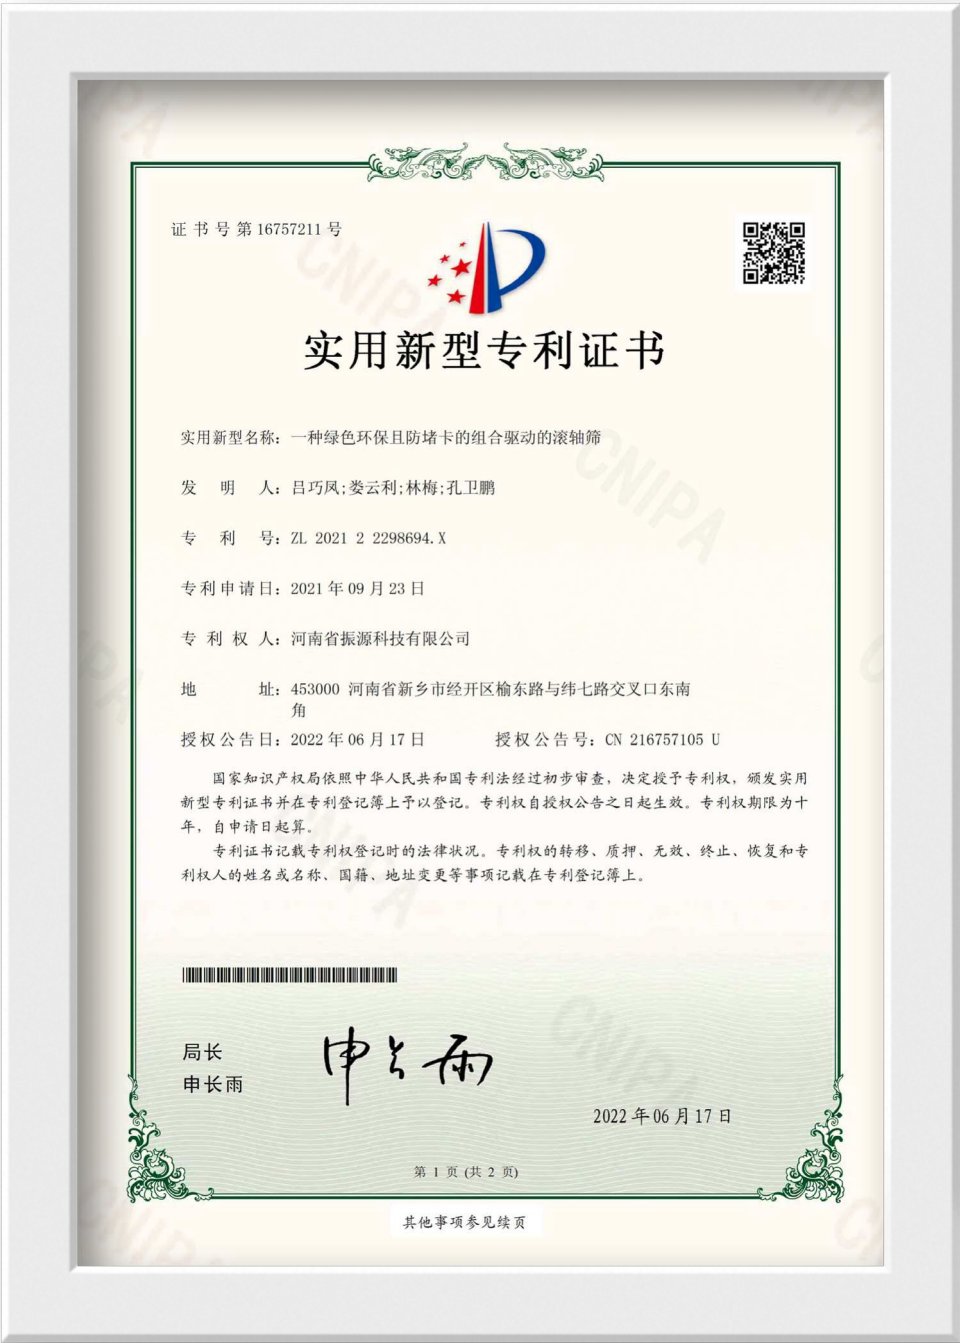 证书号第16757211号
实用新型专利证书
实用新型名称：一种绿色环保且防堵卡的组合驱动的滚轴筛
发明人：吕巧凤;娄云利;林梅;孔卫鹏
专利号：ZL 2021 2 2298694.X
专利申请日：2021年09月23日
专利权人：河南省振源科技有限公司
地址：453000 河南省新乡市经开区榆东路与纬七路交叉口东南
角
授权公告日：2022年06月17日 授权公告号：CN 216757105 U
国家知识产权局依照中华人民共和国专利法经过初步审查，决定授予专利权，颁发实用
新型专利证书并在专利登记簿上予以登记。专利权自授权公告之日起生效。专利权期限为十
年，自申请日起算。
专利证书记载专利权登记时的法律状况。专利权的转移、质押、无效、终止、恢复和专
利权人的姓名或名称、国籍、地址变更等事项记载在专利登记簿上。
局长
申长雨
申长雨
2022年06月17日
第 1 页 (共 2 页)
其他事项参见续页
CNIPA
CNIPA
CNIPA
CNIPA